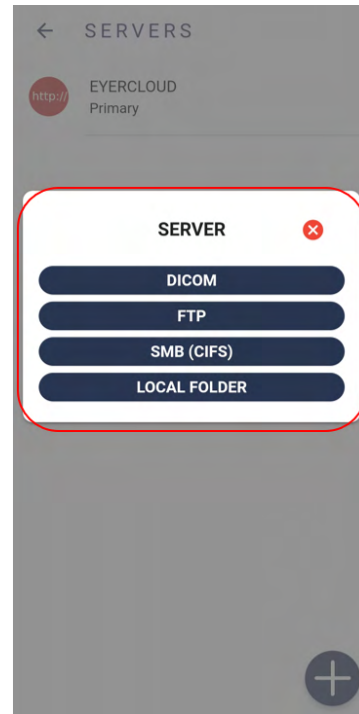 SERVERS
http://
EYERCLOUD
Primary
SERVER
DICOM
FTP
SMB (CIFS)
LOCAL FOLDER